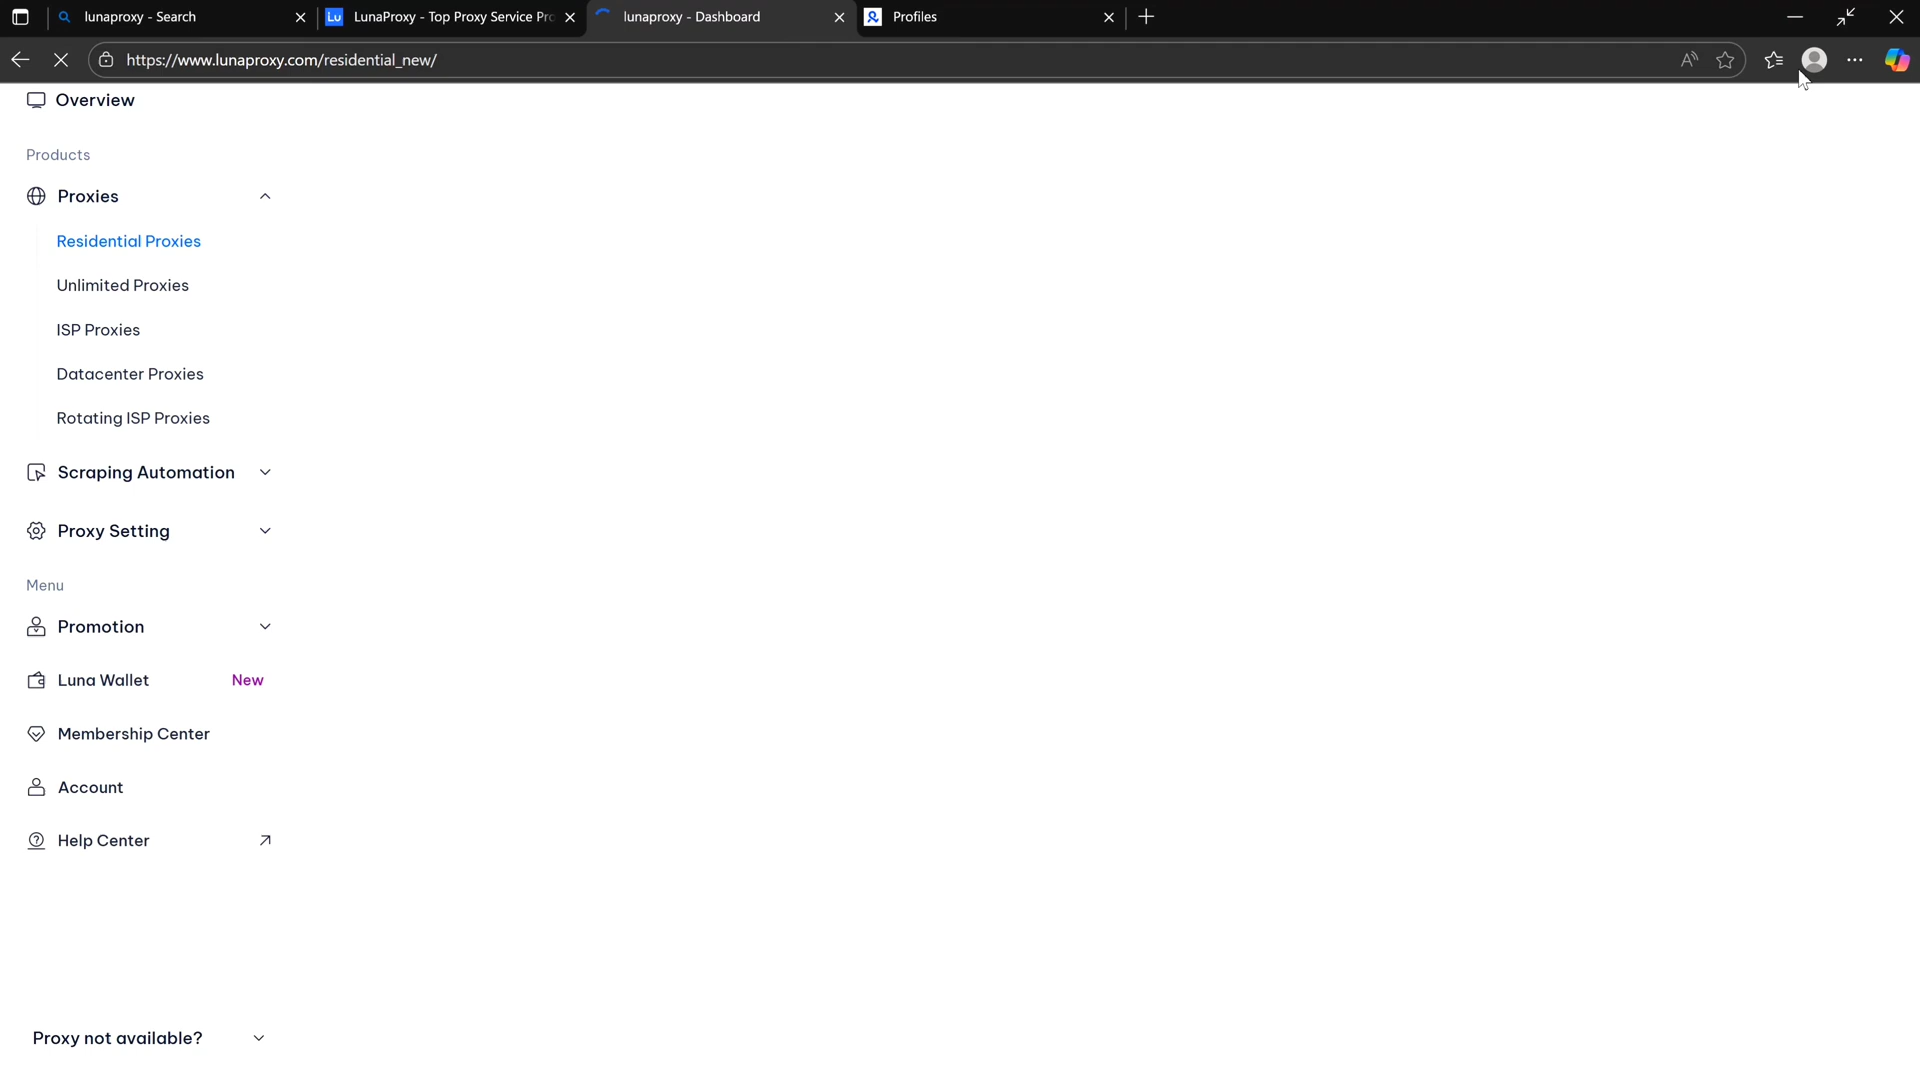 lunaproxy - Search
Lu LunaProxy - Top Proxy Service Pro
lunaproxy - Dashboard
Profiles
https://www.lunaproxy.com/residential_new/
Overview
Products
Proxies
Residential Proxies
Unlimited Proxies
ISP Proxies
Datacenter Proxies
Rotating ISP Proxies
Scraping Automation
Proxy Setting
Menu
Promotion
Luna Wallet New
Membership Center
Account
Help Center
Proxy not available?